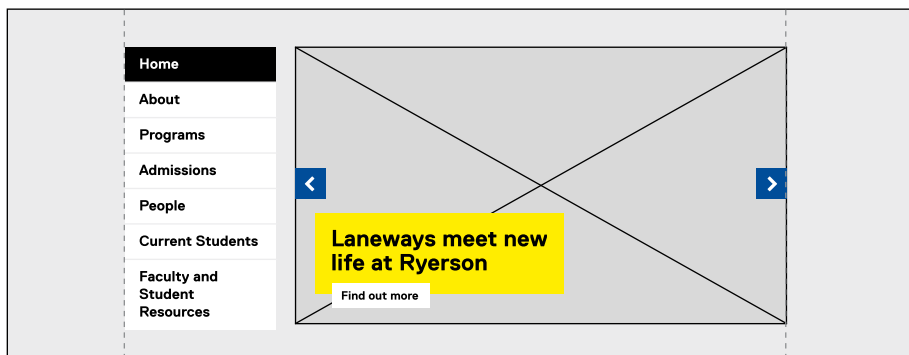 Home
About
Programs
Admissions
People
Current Students
Faculty and
Student
Resources
Laneways meet new
life at Ryerson
Find out more